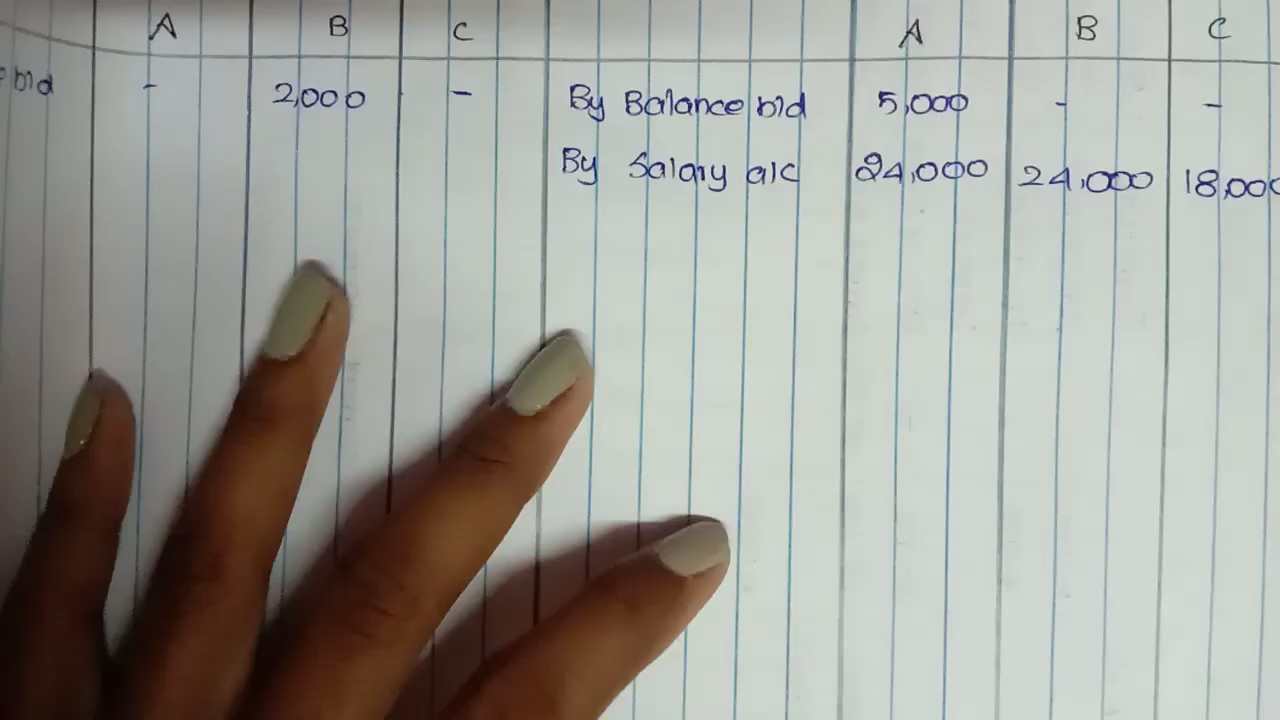 A B C A B C
b/d - 2,000 - By Balance b/d 5,000 - -
By Salary a/c 24,000 24,000 18,000